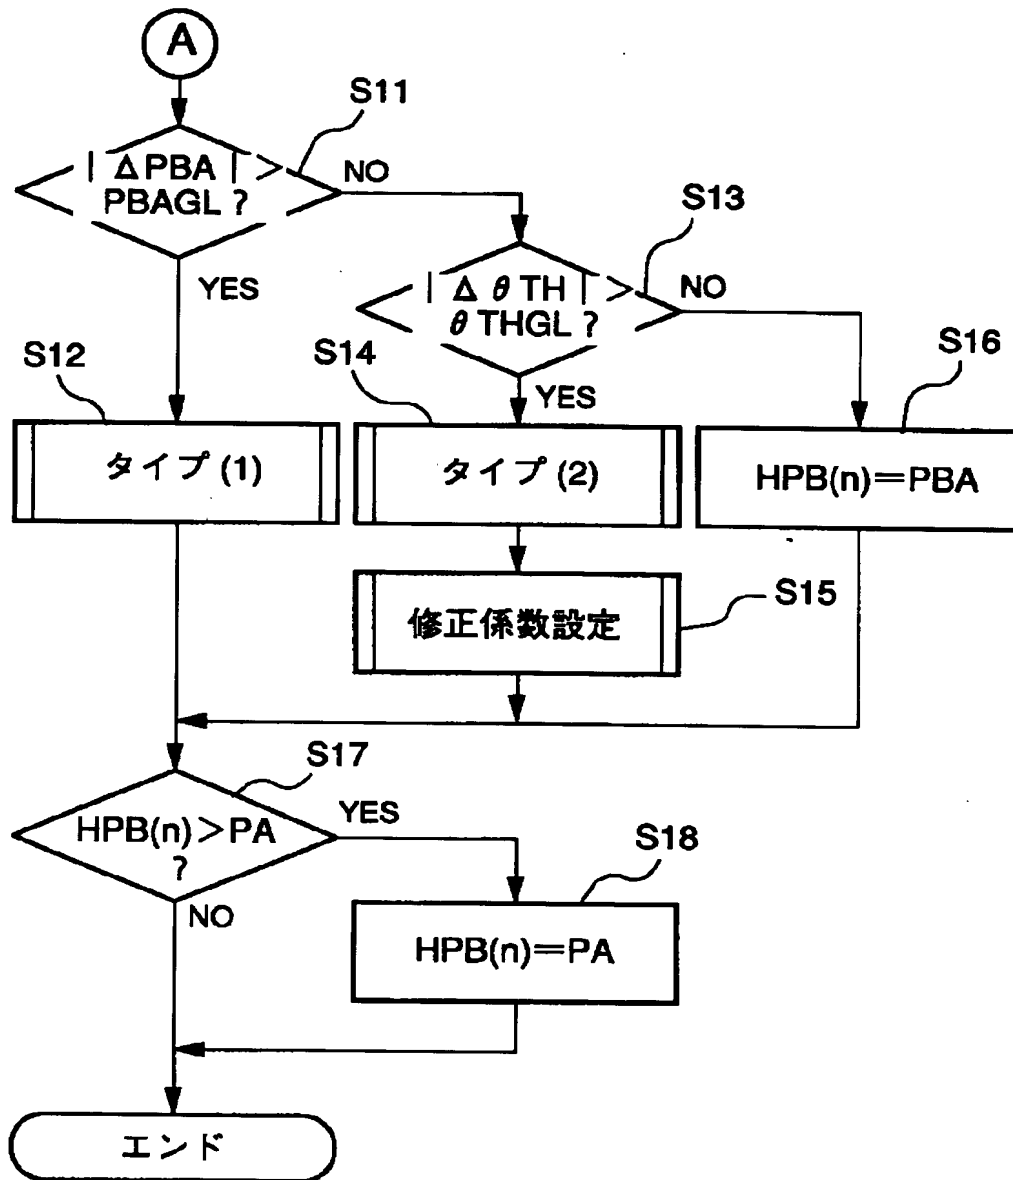 A
S11
| ΔPBA | >
PBAGL ?
NO
YES
S13
| Δ θ TH | >
θ THGL ?
NO
YES
S12
タイプ (1)
S14
タイプ (2)
S16
HPB(n)=PBA
S15
修正係数設定
S17
HPB(n)>PA
?
YES
NO
S18
HPB(n)=PA
エンド